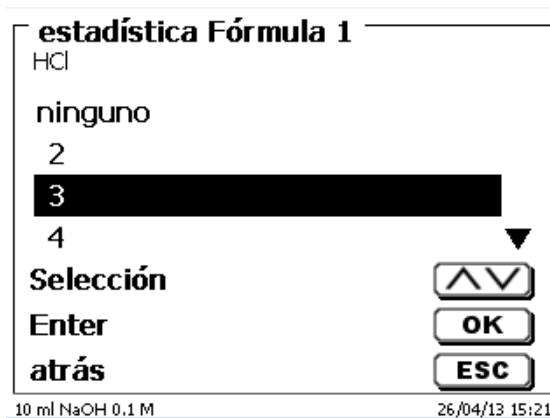 estadística Fórmula 1
HCl
ninguno
2
3
4
Selección
Enter OK
atrás ESC
10 ml NaOH 0.1 M 26/04/13 15:21